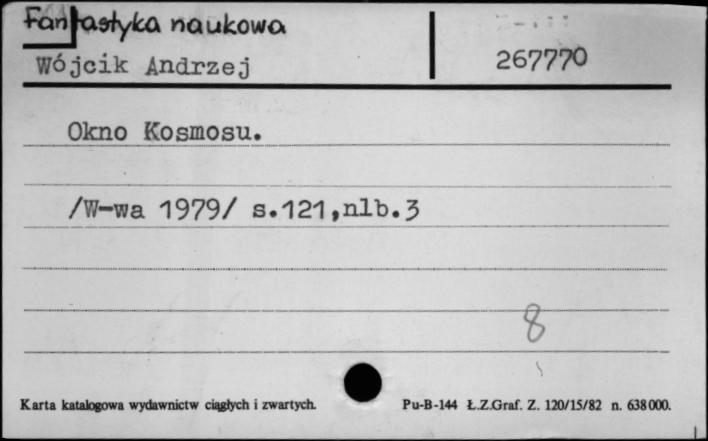 Fantastyka naukowa
Wójcik Andrzej 267770
Okno Kosmosu.
/W-wa 1979/ s.121,nlb.3
8
Karta katalogowa wydawnictw ciągłych i zwartych. Pu-B-144 Ł.Z.Graf. Z. 120/15/82 n. 638000.